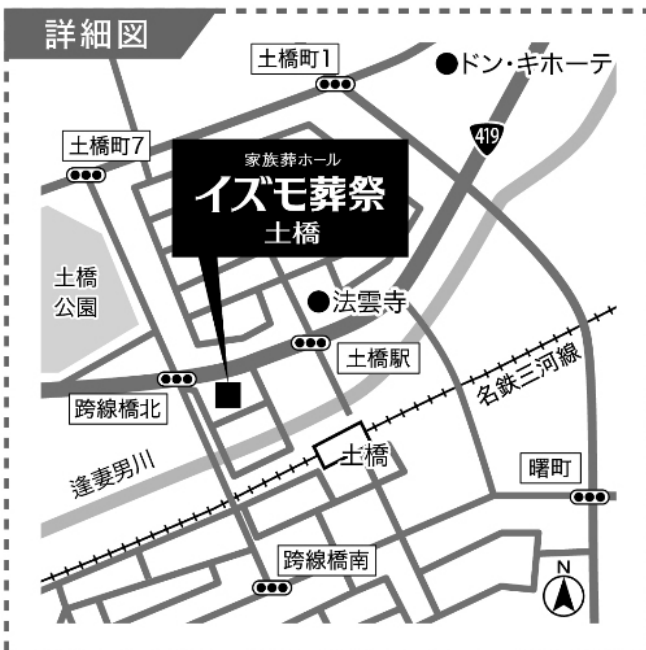 詳細図
土橋町1
●ドン・キホーテ
419
土橋町7
家族葬ホール
イズモ葬祭
土橋
土橋
公園
●法雲寺
土橋駅
名鉄三河線
跨線橋北
逢妻男川
土橋
曙町
跨線橋南
N